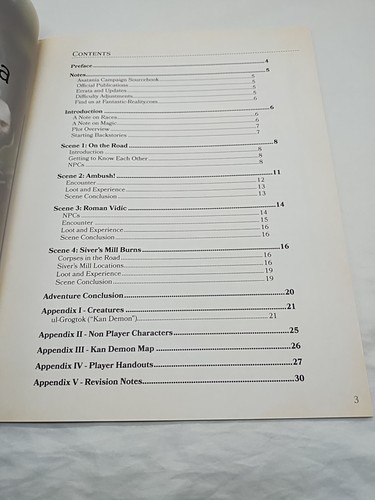 a
CONTENTS
Preface 4
Notes 5
Anatania Campaign Sourcebook 5
Official Publications 5
Errata and Updates 5
Difficulty Adjustments 5
Find us at Fantastic-Reality.com 6
Introduction 6
A Note on Races 6
A Note on Magic 6
Plot Overview 7
Starting Backstories 7
Scene 1: On the Road 8
Introduction 8
Getting to Know Each Other 8
NPCs 8
Scene 2: Ambush! 11
Encounter 12
Loot and Experience 13
Scene Conclusion 13
Scene 3: Roman Vidic 14
NPCs 14
Encounter 15
Loot and Experience 16
Scene Conclusion 16
Scene 4: Siver's Mill Burns 16
Corpses in the Road 16
Siver's Mill Locations 16
Loot and Experience 19
Scene Conclusion 19
Adventure Conclusion 20
Appendix I - Creatures 21
ul-Grogtok ("Kan Demon") 21
Appendix II - Non Player Characters 25
Appendix III - Kan Demon Map 26
Appendix IV - Player Handouts 27
Appendix V - Revision Notes 30
3